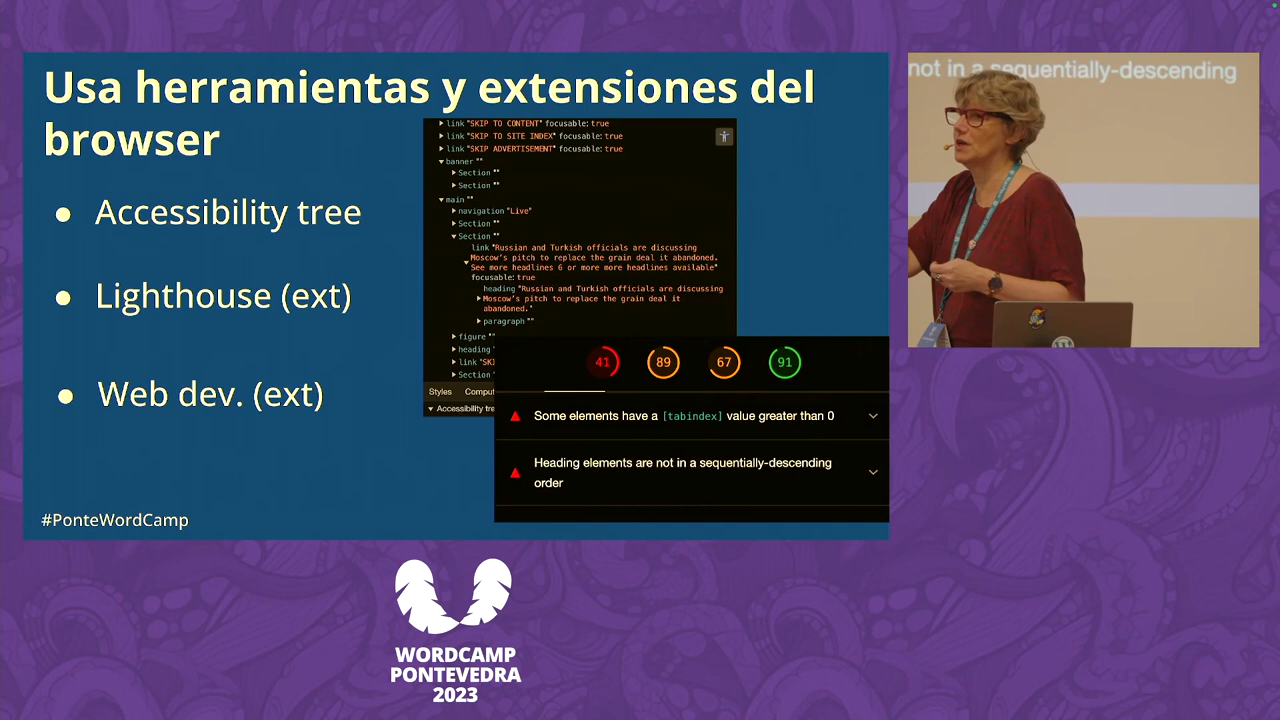 Usa herramientas y extensiones del
browser
● Accessibility tree
● Lighthouse (ext)
● Web dev. (ext)
#PonteWordCamp
link "SKIP TO CONTENT" focusable: true
link "SKIP TO SITE INDEX" focusable: true
link "SKIP ADVERTISEMENT" focusable: true
banner ""
Section ""
Section ""
main ""
navigation "Live"
Section ""
Section ""
link "Russian and Turkish officials are discussing
Moscow's pitch to replace the grain deal it abandoned.
See more headlines 6 or more more headlines available"
focusable: true
heading "Russian and Turkish officials are discussing
Moscow's pitch to replace the grain deal it
abandoned."
paragraph ""
figure "
heading
link "SKI
Section
Styles Comput
Accessibility tre
41 89 67 91
Some elements have a [tabindex] value greater than 0
Heading elements are not in a sequentially-descending
order
not in a sequentially-descending
WORDCAMP
PONTEVEDRA
2023